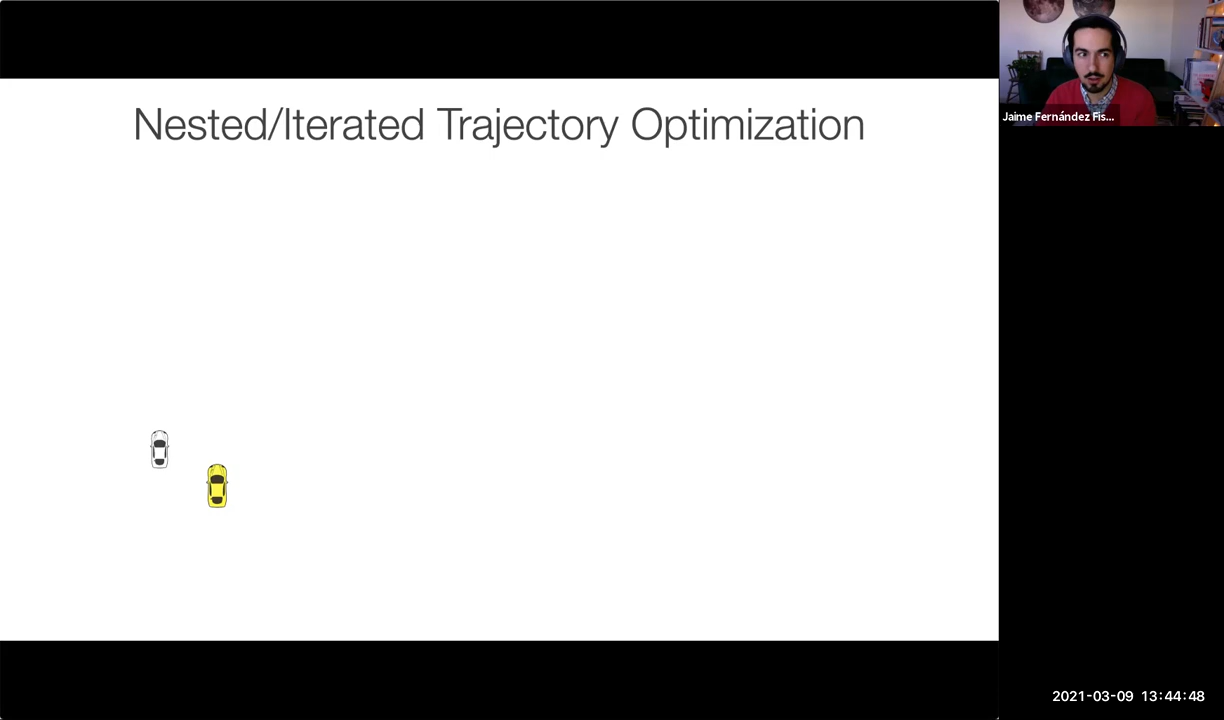 Nested/Iterated Trajectory Optimization
Jaime Fernández Fis...
2021-03-09 13:44:48